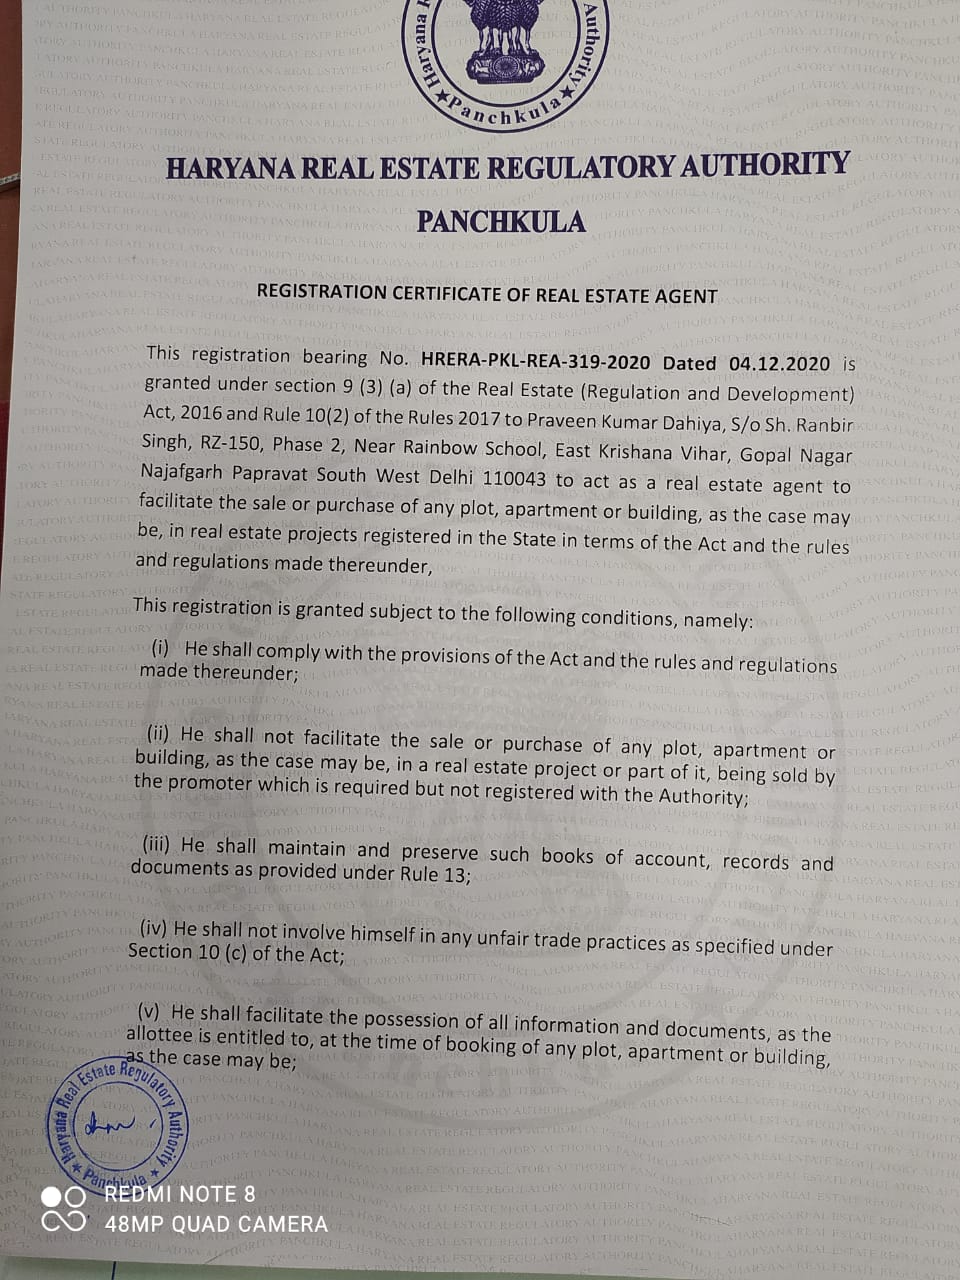 Haryana
Authority
★Panchkula★
HARYANA REAL ESTATE REGULATORY AUTHORITY
PANCHKULA
REGISTRATION CERTIFICATE OF REAL ESTATE AGENT
This registration bearing No. HRERA-PKL-REA-319-2020 Dated 04.12.2020 is
granted under section 9 (3) (a) of the Real Estate (Regulation and Development)
Act, 2016 and Rule 10(2) of the Rules 2017 to Praveen Kumar Dahiya, S/o Sh. Ranbir
Singh, RZ-150, Phase 2, Near Rainbow School, East Krishana Vihar, Gopal Nagar
Najafgarh Papravat South West Delhi 110043 to act as a real estate agent to
facilitate the sale or purchase of any plot, apartment or building, as the case may
be, in real estate projects registered in the State in terms of the Act and the rules
and regulations made thereunder,
This registration is granted subject to the following conditions, namely:
(i) He shall comply with the provisions of the Act and the rules and regulations
made thereunder;
(ii) He shall not facilitate the sale or purchase of any plot, apartment or
building, as the case may be, in a real estate project or part of it, being sold by
the promoter which is required but not registered with the Authority;
(iii) He shall maintain and preserve such books of account, records and
documents as provided under Rule 13;
(iv) He shall not involve himself in any unfair trade practices as specified under
Section 10 (c) of the Act;
(v) He shall facilitate the possession of all information and documents, as the
allottee is entitled to, at the time of booking of any plot, apartment or building,
as the case may be;
Haryana Real Estate Regulatory Authority
★ Panchkula ★
REDMI NOTE 8
48MP QUAD CAMERA